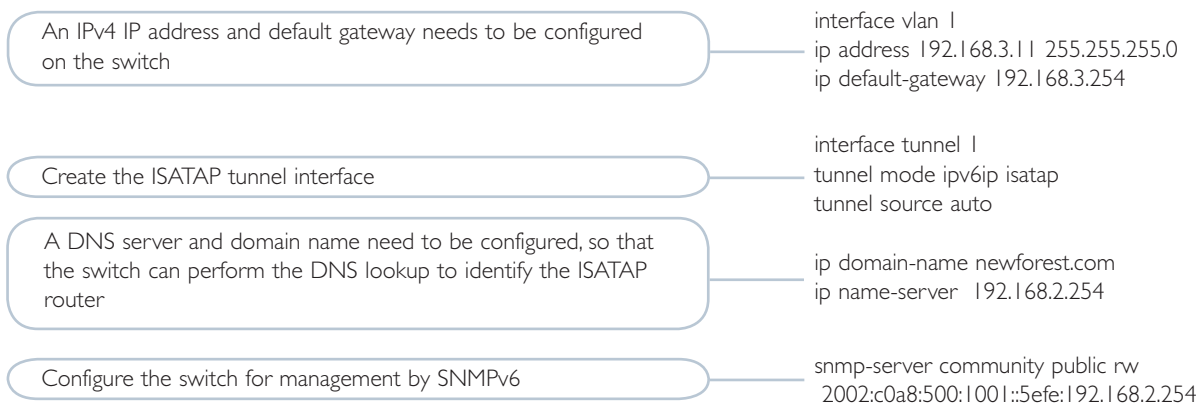 An IPv4 IP address and default gateway needs to be configured
on the switch
interface vlan 1
ip address 192.168.3.11 255.255.255.0
ip default-gateway 192.168.3.254
Create the ISATAP tunnel interface
interface tunnel 1
tunnel mode ipv6ip isatap
tunnel source auto
A DNS server and domain name need to be configured, so that
the switch can perform the DNS lookup to identify the ISATAP
router
ip domain-name newforest.com
ip name-server 192.168.2.254
Configure the switch for management by SNMPv6
snmp-server community public rw
2002:c0a8:500:1001::5efe:192.168.2.254